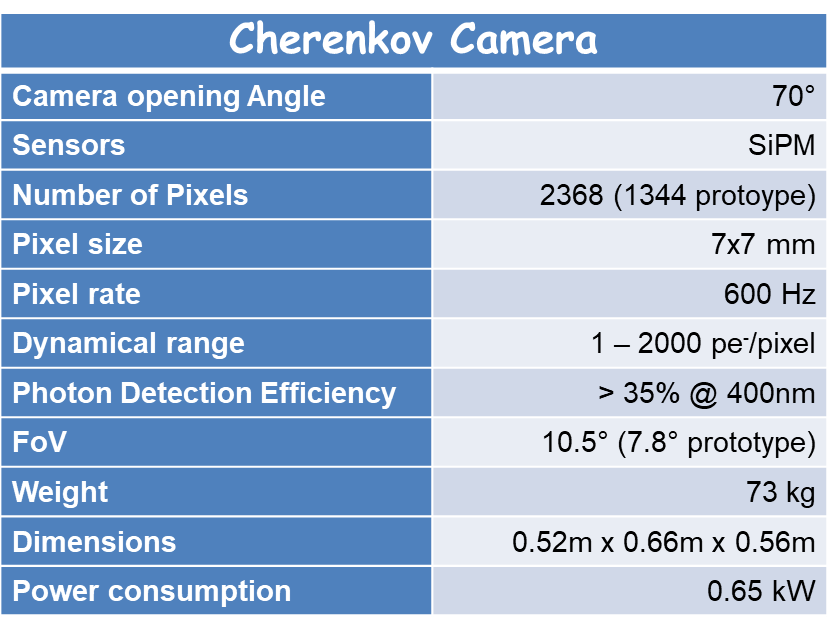 Cherenkov Camera
Camera opening Angle 70°
Sensors SiPM
Number of Pixels 2368 (1344 protoype)
Pixel size 7x7 mm
Pixel rate 600 Hz
Dynamical range 1 – 2000 pe⁻/pixel
Photon Detection Efficiency > 35% @ 400nm
FoV 10.5° (7.8° prototype)
Weight 73 kg
Dimensions 0.52m x 0.66m x 0.56m
Power consumption 0.65 kW